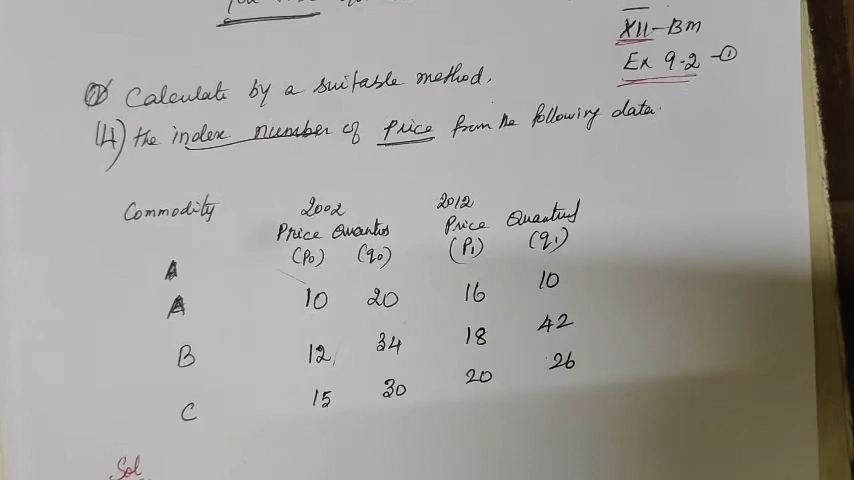 XII-Bm
Ex 9.2 -①
Calculate by a suitable method,
(4) the index number of price from the following data.
Commodity 2002 2012
Price Quantity Price Quantity
(P0) (q0) (P1) (q1)
A 10 20 16 10
B 12 34 18 42
C 15 30 20 26
Sol